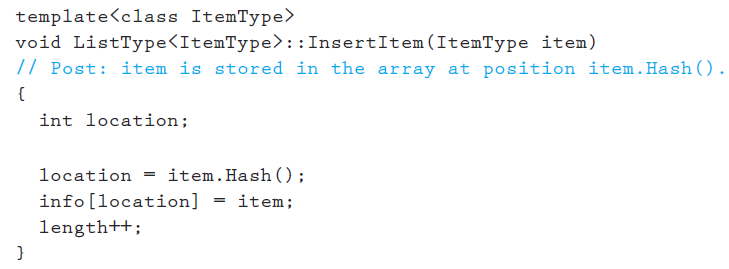 template<class ItemType>
void ListType<ItemType>::InsertItem(ItemType item)
// Post: item is stored in the array at position item.Hash().
{
  int location;

  location = item.Hash();
  info[location] = item;
  length++;
}